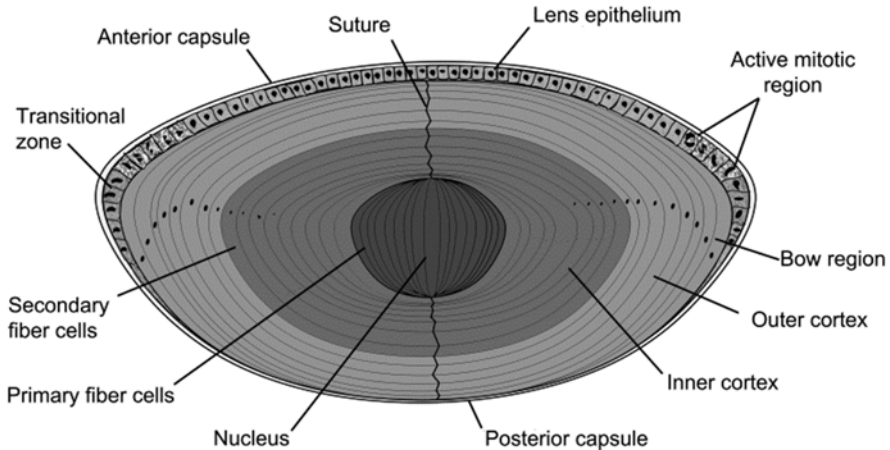 Lens epithelium
Suture
Anterior capsule
Active mitotic
region
Transitional
zone
Bow region
Secondary
fiber cells
Outer cortex
Inner cortex
Primary fiber cells
Nucleus
Posterior capsule